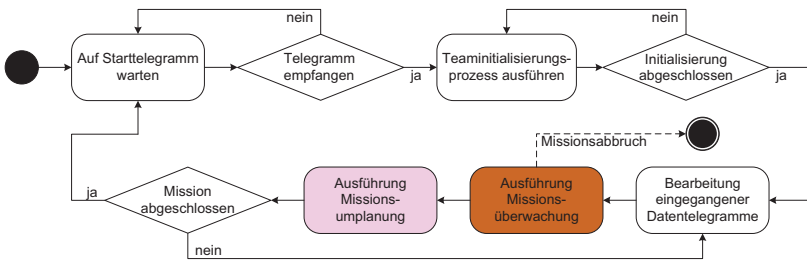 nein
nein
Auf Starttelegramm
warten
Telegramm
empfangen
ja
Teaminitialisierungs-
prozess ausführen
Initialisierung
abgeschlossen
ja
Missionsabbruch
ja
Mission
abgeschlossen
Ausführung
Missions-
umplanung
Ausführung
Missions-
überwachung
Bearbeitung
eingegangener
Datentelegramme
nein